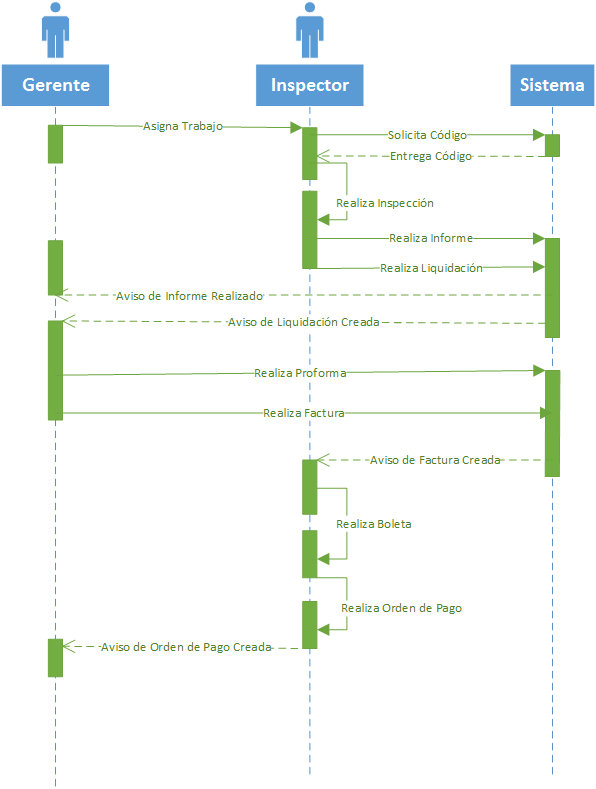 Gerente
Inspector
Sistema
Asigna Trabajo
Solicita Código
Entrega Código
Realiza Inspección
Realiza Informe
Realiza Liquidación
Aviso de Informe Realizado
Aviso de Liquidación Creada
Realiza Proforma
Realiza Factura
Aviso de Factura Creada
Realiza Boleta
Realiza Orden de Pago
Aviso de Orden de Pago Creada